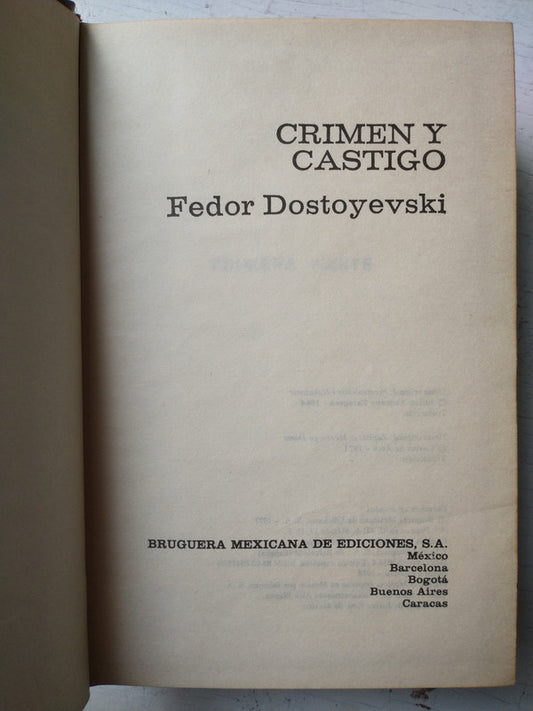 CRIMEN Y
CASTIGO
Fedor Dostoyevski
BRUGUERA MEXICANA DE EDICIONES, S.A.
México
Barcelona
Bogotá
Buenos Aires
Caracas